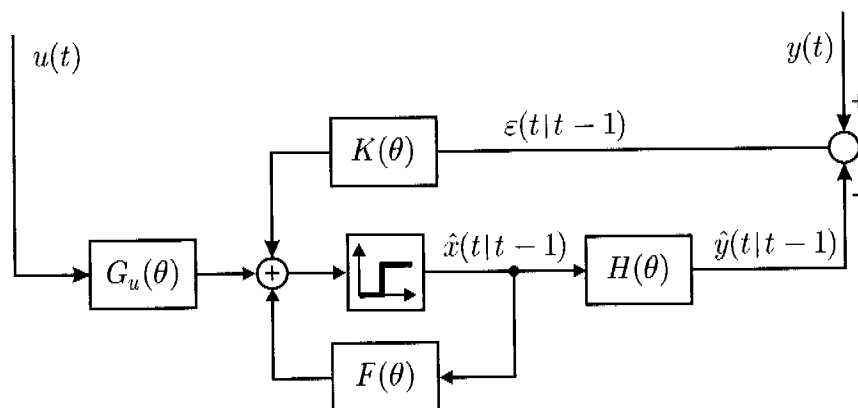 u(t)
y(t)
+
ε(t|t − 1)
K(θ)
−
x̂(t|t − 1)
ŷ(t|t − 1)
G_u(θ)
+
H(θ)
F(θ)